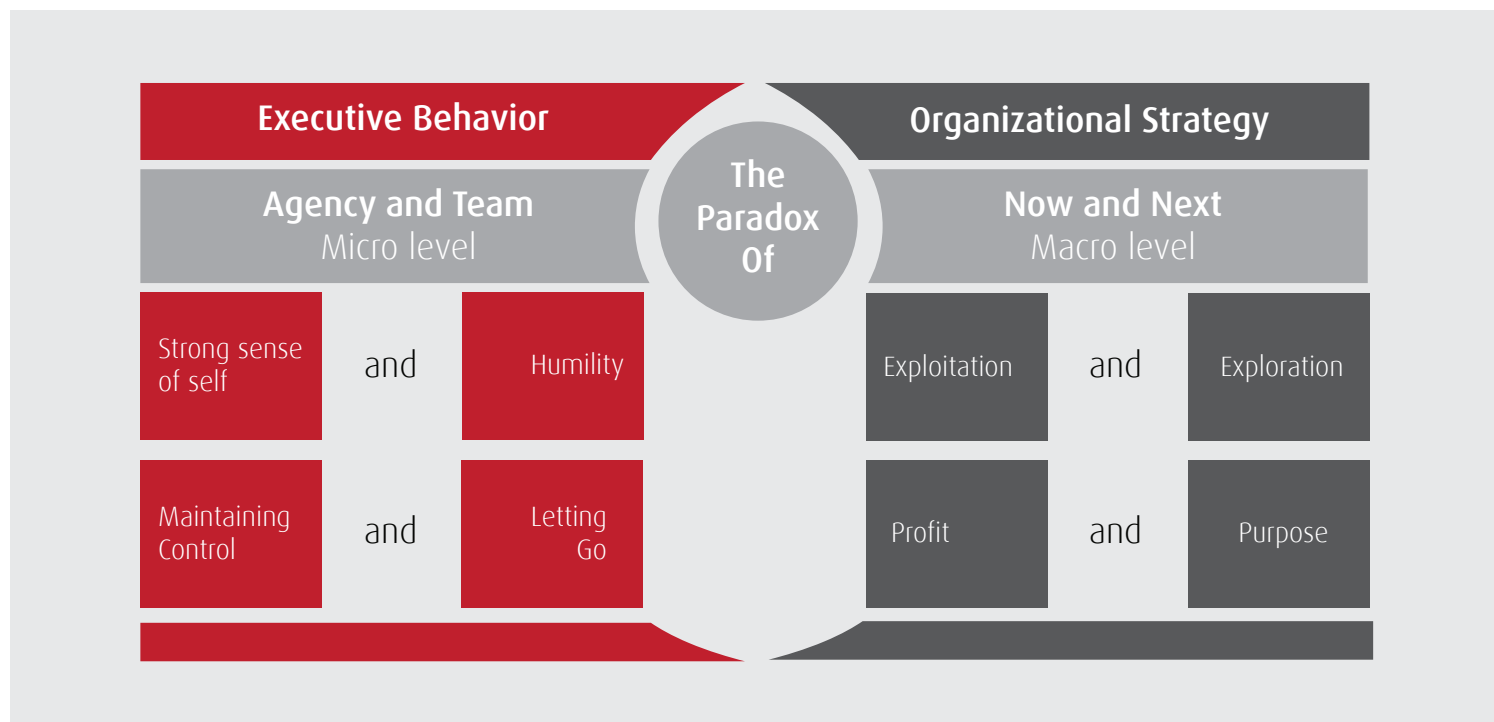 Executive Behavior
Organizational Strategy
The
Paradox
Of
Agency and Team
Micro level
Now and Next
Macro level
Strong sense
of self
and
Humility
Exploitation
and
Exploration
Maintaining
Control
and
Letting
Go
Profit
and
Purpose